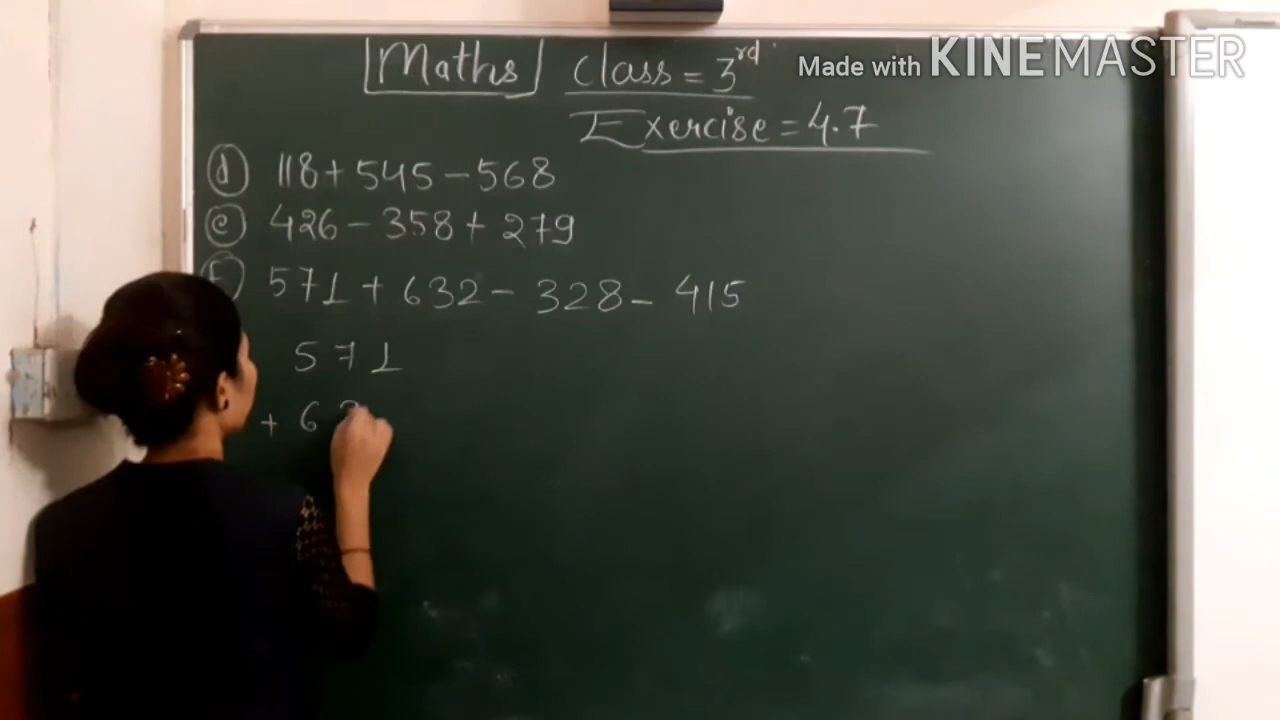 Maths Class = 3rd
Made with KINEMASTER
Exercise = 4.7
(d) 118 + 545 - 568
(e) 426 - 358 + 279
571 + 632 - 328 - 415
571
+ 6